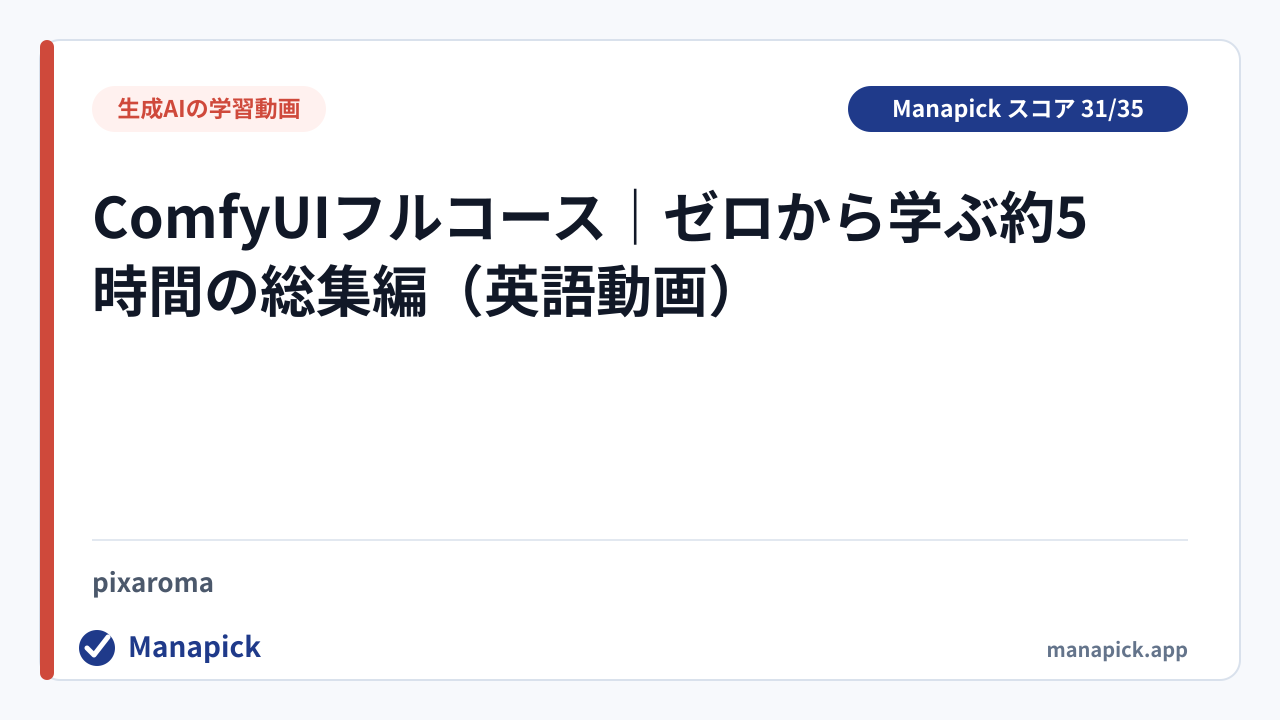 生成AIの学習動画
Manapick スコア 31/35
ComfyUIフルコース｜ゼロから学ぶ約5
時間の総集編（英語動画）
pixaroma
Manapick
manapick.app